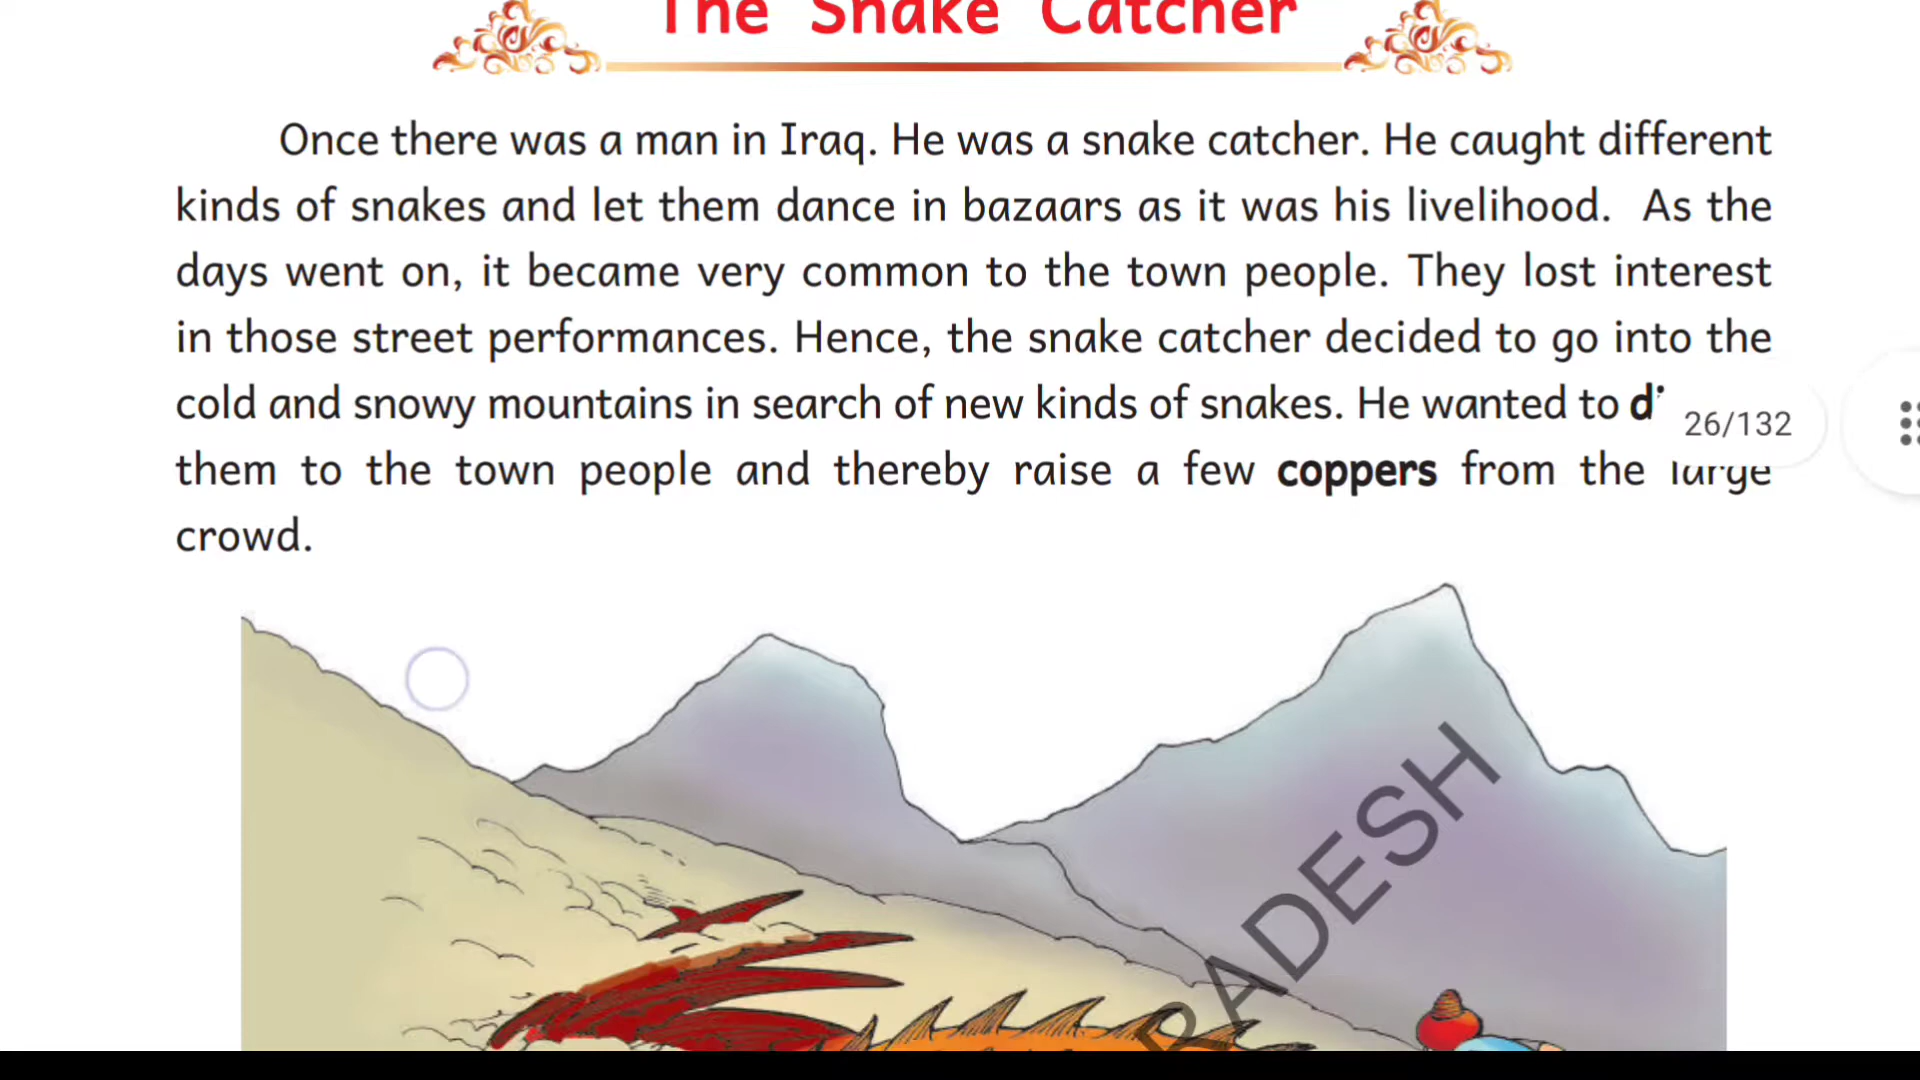 The Snake Catcher
Once there was a man in Iraq. He was a snake catcher. He caught different
kinds of snakes and let them dance in bazaars as it was his livelihood. As the
days went on, it became very common to the town people. They lost interest
in those street performances. Hence, the snake catcher decided to go into the
cold and snowy mountains in search of new kinds of snakes. He wanted to
26/132
them to the town people and thereby raise a few coppers from the large
crowd.
RADESH